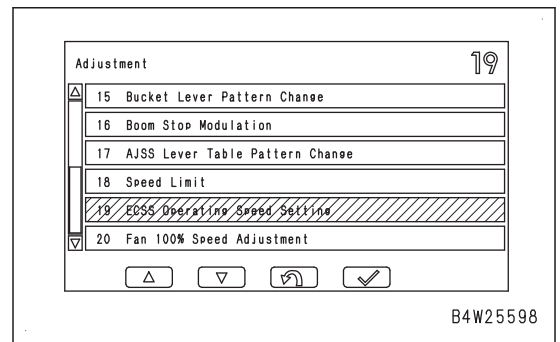 Adjustment 19
15 Bucket Lever Pattern Change
16 Boom Stop Modulation
17 AJSS Lever Table Pattern Change
18 Speed Limit
19 ECSS Operating Speed Setting
20 Fan 100% Speed Adjustment
B4W25598